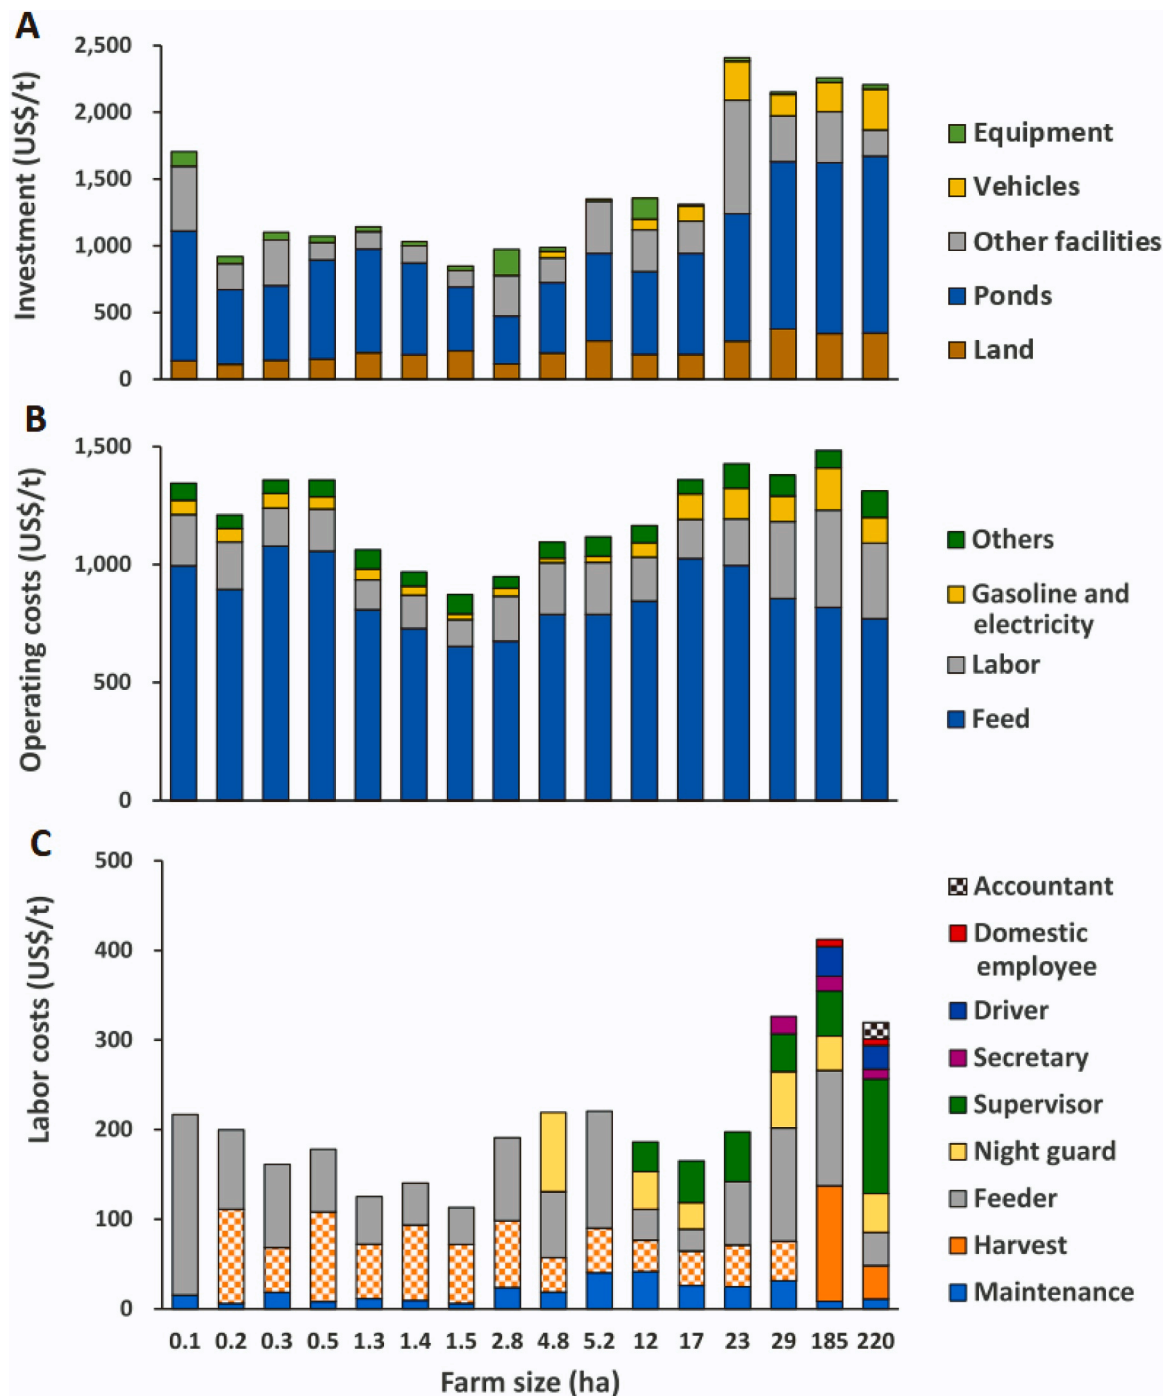 A
Investment (US$/t)
2,500
2,000
1,500
1,000
500
0
Equipment
Vehicles
Other facilities
Ponds
Land
B
Operating costs (US$/t)
1,500
1,000
500
0
Others
Gasoline and
electricity
Labor
Feed
C
Labor costs (US$/t)
500
400
300
200
100
0
Accountant
Domestic
employee
Driver
Secretary
Supervisor
Night guard
Feeder
Harvest
Maintenance
0.1 0.2 0.3 0.5 1.3 1.4 1.5 2.8 4.8 5.2 12 17 23 29 185 220
Farm size (ha)